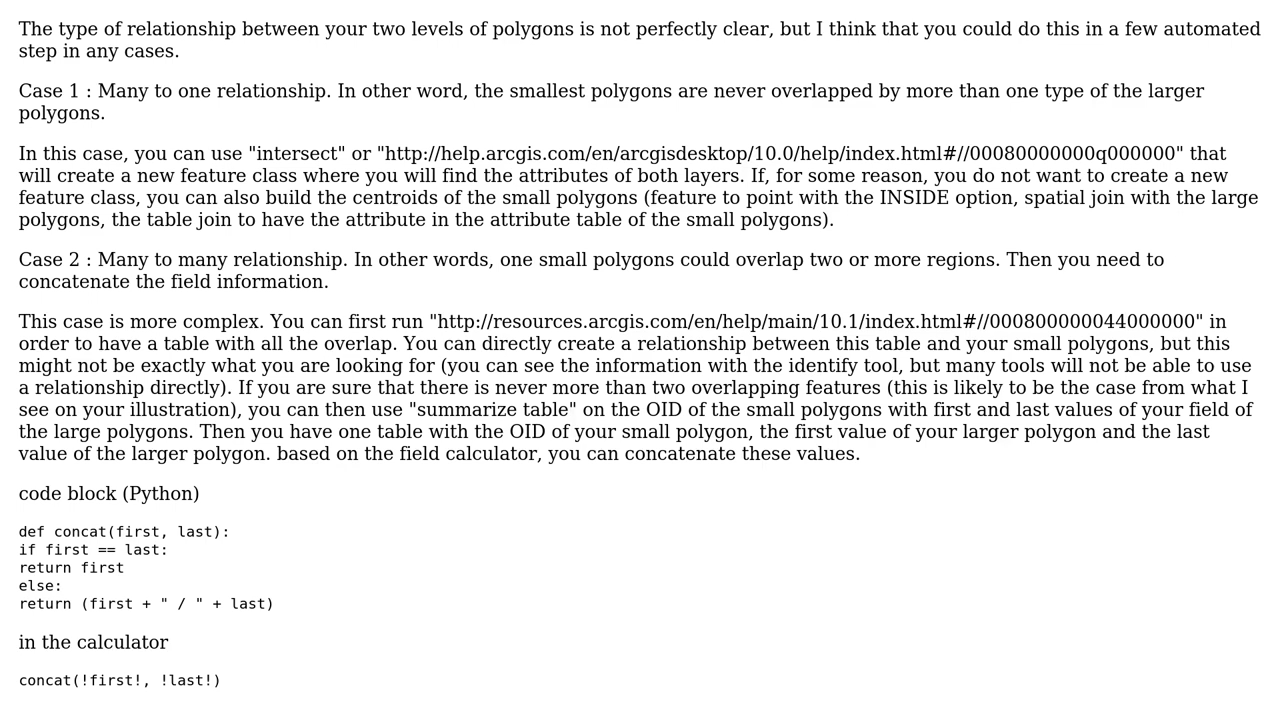 The type of relationship between your two levels of polygons is not perfectly clear, but I think that you could do this in a few automated
step in any cases.
Case 1 : Many to one relationship. In other word, the smallest polygons are never overlapped by more than one type of the larger
polygons.
In this case, you can use "intersect" or "http://help.arcgis.com/en/arcgisdesktop/10.0/help/index.html#//00080000000q000000" that
will create a new feature class where you will find the attributes of both layers. If, for some reason, you do not want to create a new
feature class, you can also build the centroids of the small polygons (feature to point with the INSIDE option, spatial join with the large
polygons, the table join to have the attribute in the attribute table of the small polygons).
Case 2 : Many to many relationship. In other words, one small polygons could overlap two or more regions. Then you need to
concatenate the field information.
This case is more complex. You can first run "http://resources.arcgis.com/en/help/main/10.1/index.html#//000800000044000000" in
order to have a table with all the overlap. You can directly create a relationship between this table and your small polygons, but this
might not be exactly what you are looking for (you can see the information with the identify tool, but many tools will not be able to use
a relationship directly). If you are sure that there is never more than two overlapping features (this is likely to be the case from what I
see on your illustration), you can then use "summarize table" on the OID of the small polygons with first and last values of your field of
the large polygons. Then you have one table with the OID of your small polygon, the first value of your larger polygon and the last
value of the larger polygon. based on the field calculator, you can concatenate these values.
code block (Python)
def concat(first, last):
if first == last:
return first
else:
return (first + " / " + last)
in the calculator
concat(!first!, !last!)